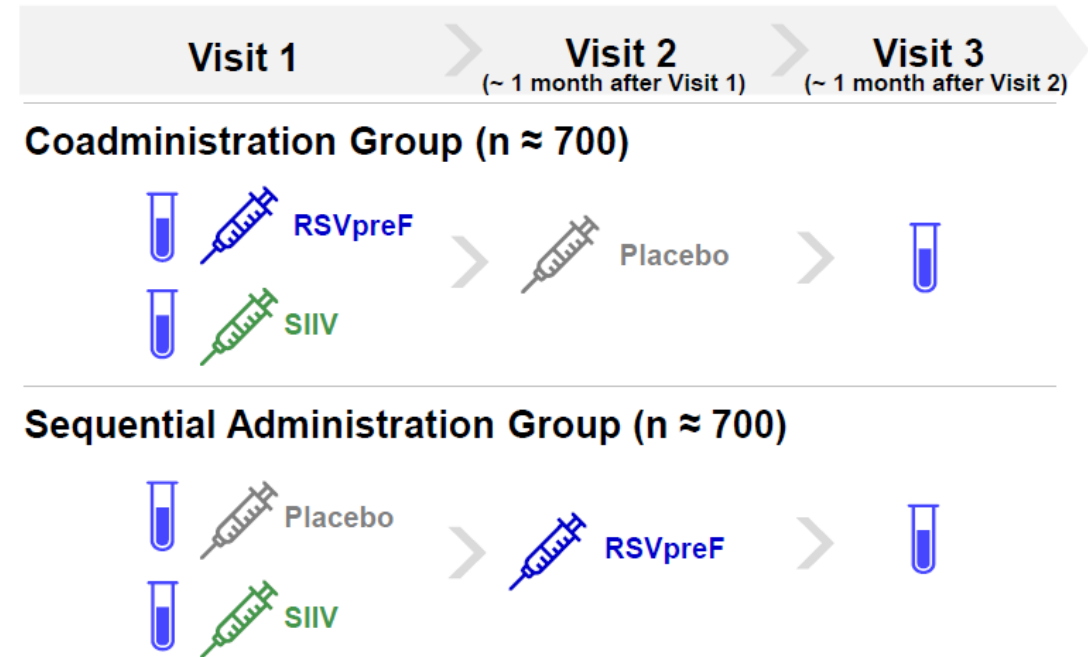 Visit 1
Visit 2
(~ 1 month after Visit 1)
Visit 3
(~ 1 month after Visit 2)
Coadministration Group (n ≈ 700)
RSVpreF
SIIV
Placebo
Sequential Administration Group (n ≈ 700)
Placebo
SIIV
RSVpreF